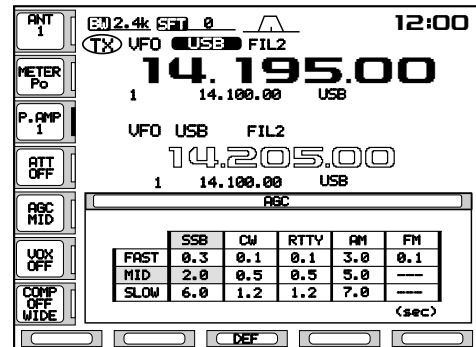 ANT 1
BW 2.4k SFT 0
12:00
TX VFO USB FIL2
METER Po
14.195.00
1 14.100.00 USB
P.AMP 1
VFO USB FIL2
14.205.00
ATT OFF
1 14.100.00 USB
AGC MID
AGC
SSB CW RTTY AM FM
VOX OFF
FAST 0.3 0.1 0.1 3.0 0.1
MID 2.0 0.5 0.5 5.0 ---
SLOW 6.0 1.2 1.2 7.0 ---
COMP OFF WIDE
(sec)
DEF